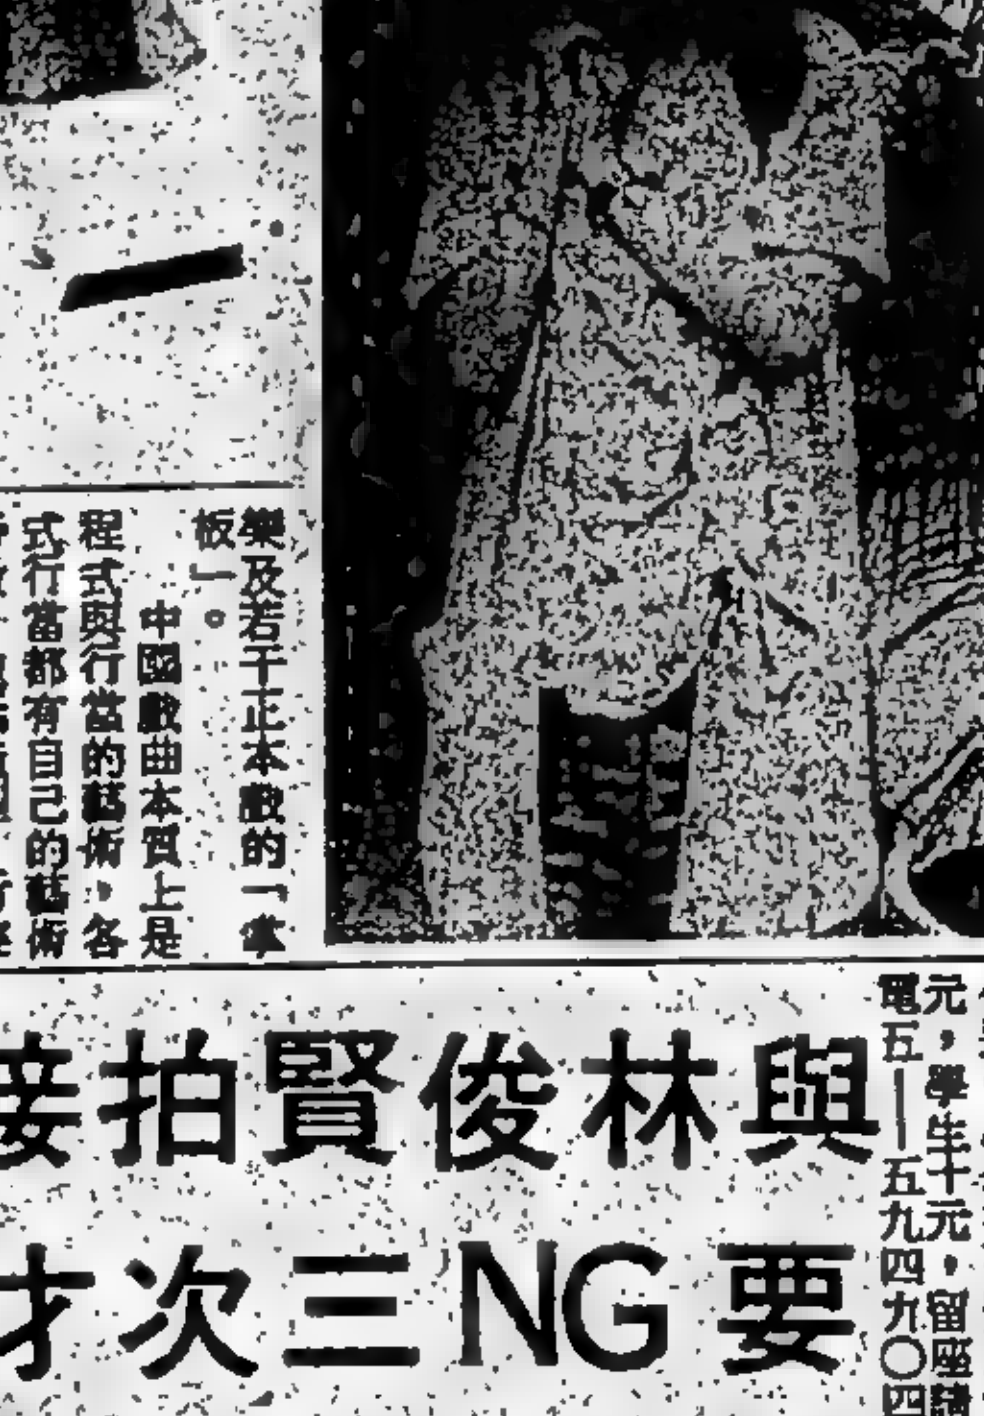 樂及若干正本戲的「掌
板」。
中國戲曲本質上是
程式與行當的藝術，各
式行當都有自己的藝術
元，學生十元，留座請
電五—五九四九〇四
與林俊賢拍接
要NG三次才